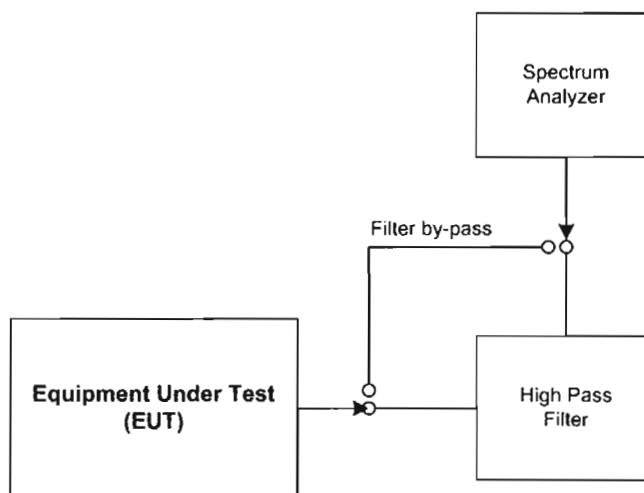 Spectrum
Analyzer
Filter by-pass
Equipment Under Test
(EUT)
High Pass
Filter